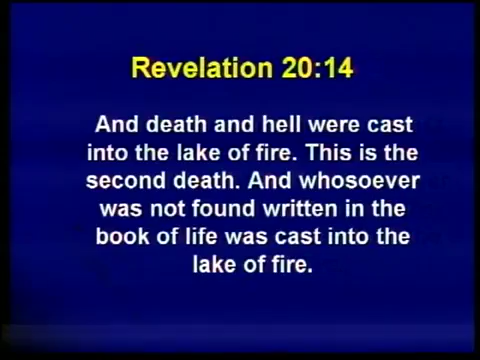 Revelation 20:14
And death and hell were cast
into the lake of fire. This is the
second death. And whosoever
was not found written in the
book of life was cast into the
lake of fire.